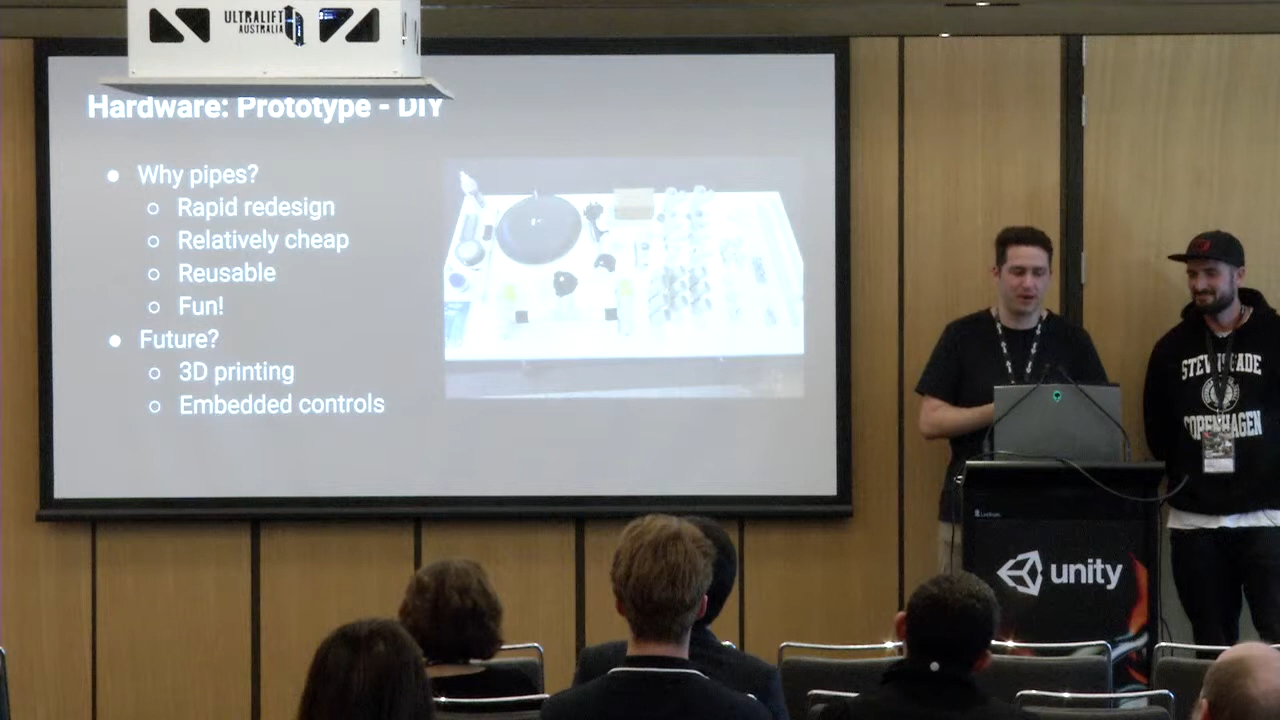 ULTRALIFT
AUSTRALIA
Hardware: Prototype - DIY
Why pipes?
Rapid redesign
Relatively cheap
Reusable
Fun!
Future?
3D printing
Embedded controls
COPENHAGEN
unity